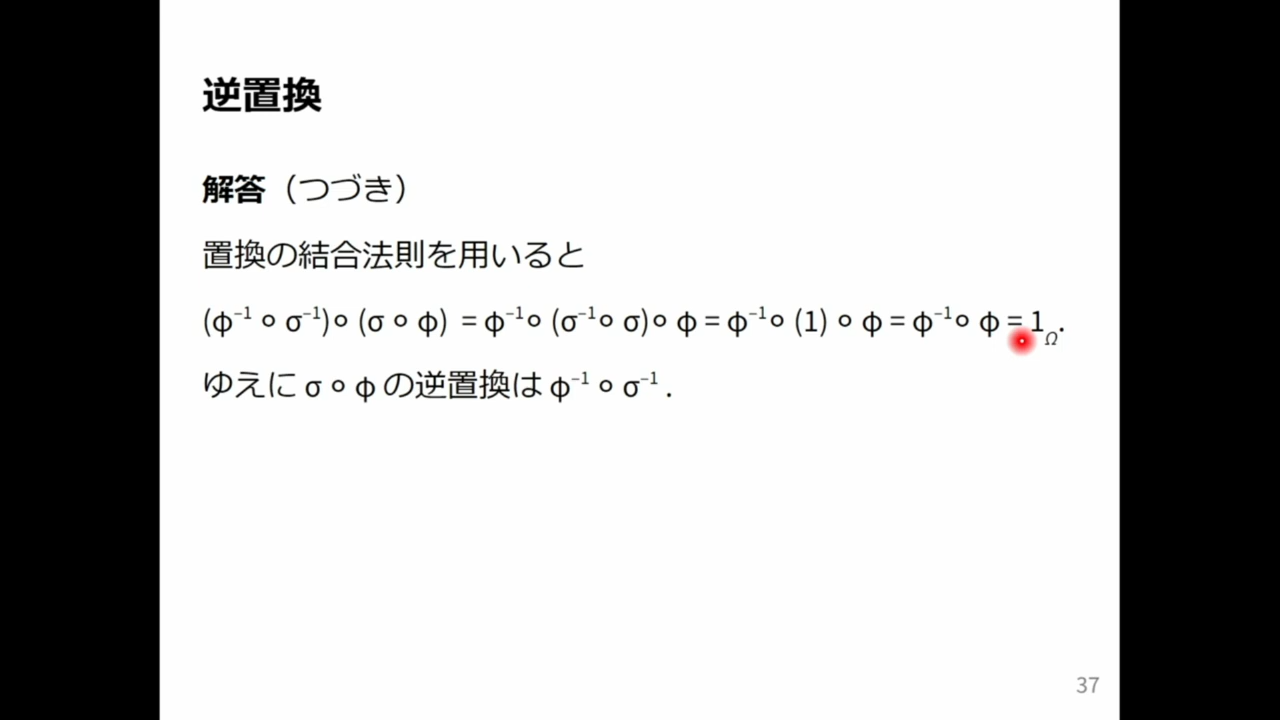 逆置換
解答（つづき）
置換の結合法則を用いると
(ϕ⁻¹ ∘ σ⁻¹)∘ (σ ∘ ϕ) = ϕ⁻¹∘ (σ⁻¹∘ σ)∘ ϕ = ϕ⁻¹∘ (1) ∘ ϕ = ϕ⁻¹∘ ϕ = 1_Ω.
ゆえに σ ∘ ϕ の逆置換は ϕ⁻¹ ∘ σ⁻¹ .
37